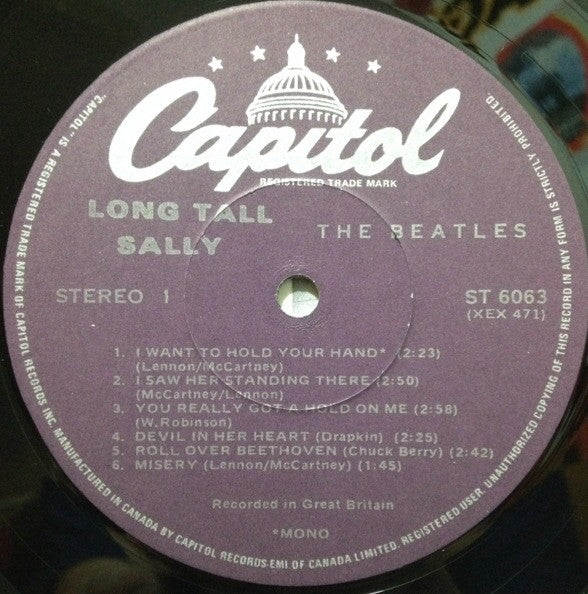 Capitol
REGISTERED TRADE MARK
LONG TALL
SALLY
THE BEATLES
STEREO 1
ST 6063
(XEX 471)
1. I WANT TO HOLD YOUR HAND* (2:23)
(Lennon/McCartney)
2. I SAW HER STANDING THERE (2:50)
(McCartney/Lennon)
3. YOU REALLY GOT A HOLD ON ME (2:58)
(W. Robinson)
4. DEVIL IN HER HEART (Drapkin) (2:25)
5. ROLL OVER BEETHOVEN (Chuck Berry) (2:42)
6. MISERY (Lennon/McCartney) (1:45)
Recorded in Great Britain
*MONO
"CAPITOL" IS A REGISTERED TRADE MARK OF CAPITOL RECORDS INC. MANUFACTURED IN CANADA BY CAPITOL RECORDS-EMI OF CANADA LIMITED. REGISTERED USER. UNAUTHORIZED COPYING OF THIS RECORD IN ANY FORM IS STRICTLY PROHIBITED.